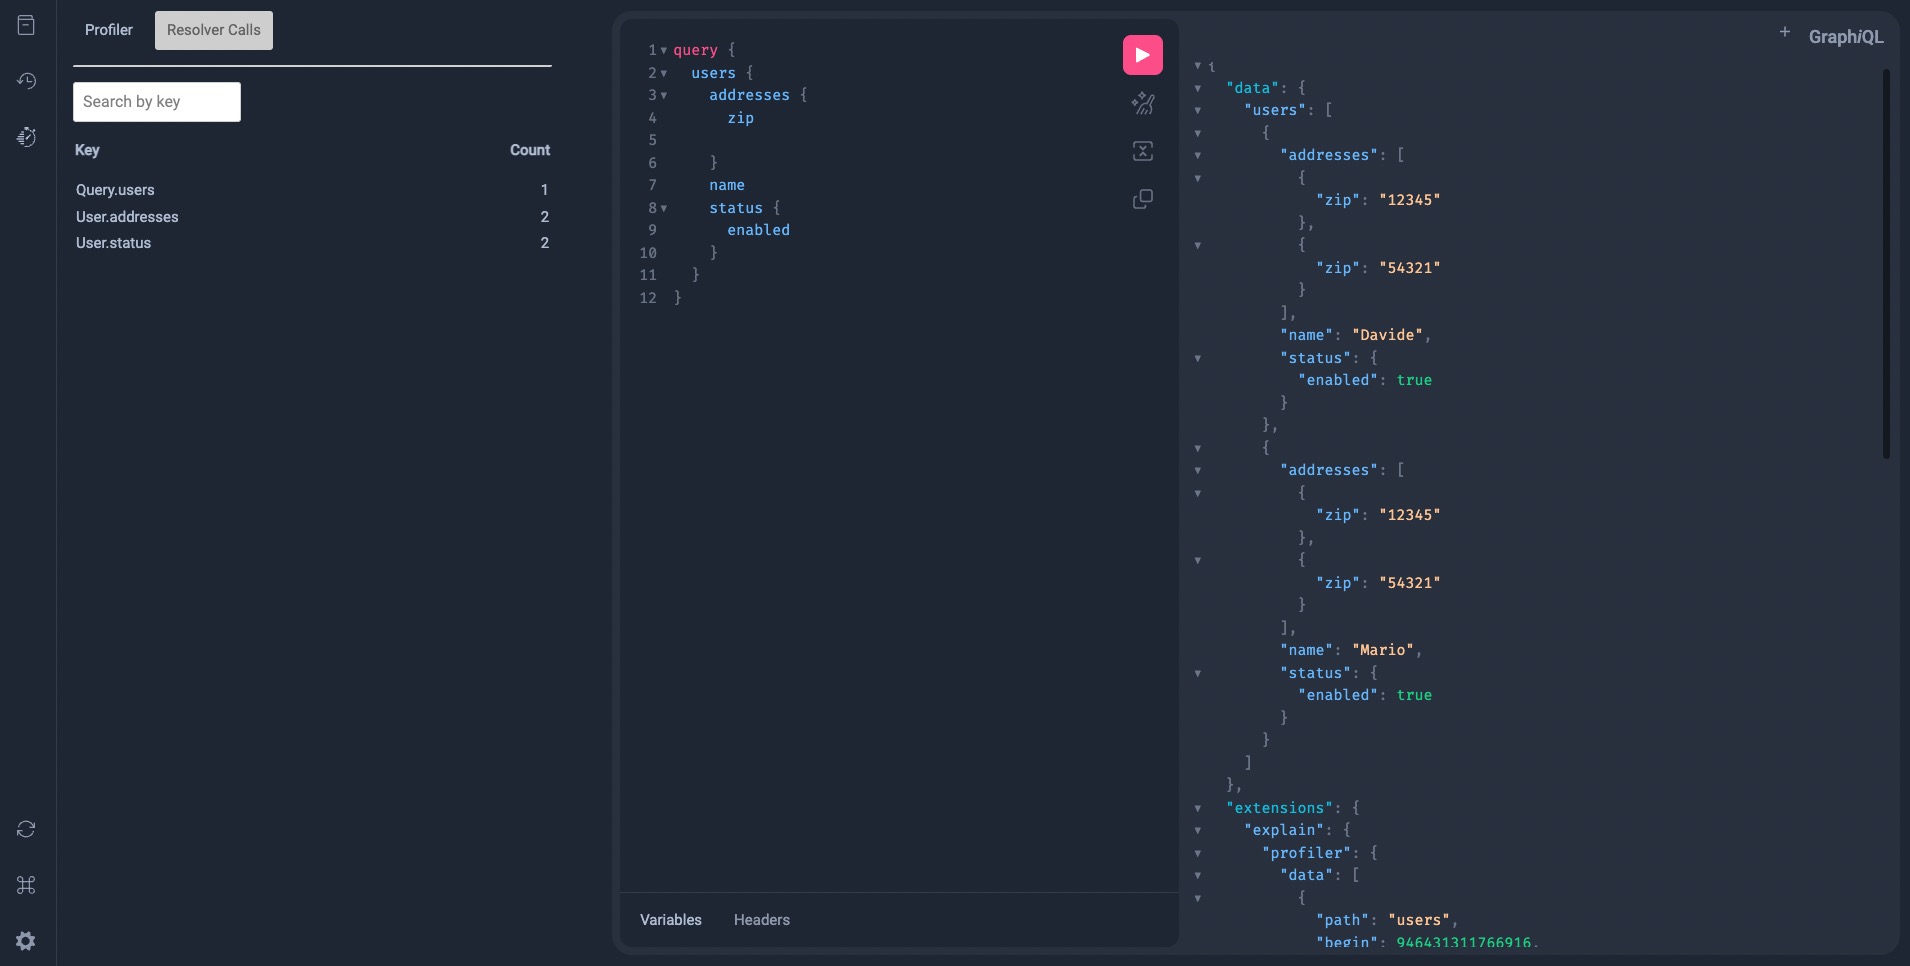 Profiler
Resolver Calls
Search by key
Key Count
Query.users 1
User.addresses 2
User.status 2
1 query {
2 users {
3 addresses {
4 zip
5
6 }
7 name
8 status {
9 enabled
10 }
11 }
12 }
Variables Headers
+ GraphiQL
{
"data": {
"users": [
{
"addresses": [
{
"zip": "12345"
},
{
"zip": "54321"
}
],
"name": "Davide",
"status": {
"enabled": true
}
},
{
"addresses": [
{
"zip": "12345"
},
{
"zip": "54321"
}
],
"name": "Mario",
"status": {
"enabled": true
}
}
]
},
"extensions": {
"explain": {
"profiler": {
"data": [
{
"path": "users",
"begin": 946431311766916,